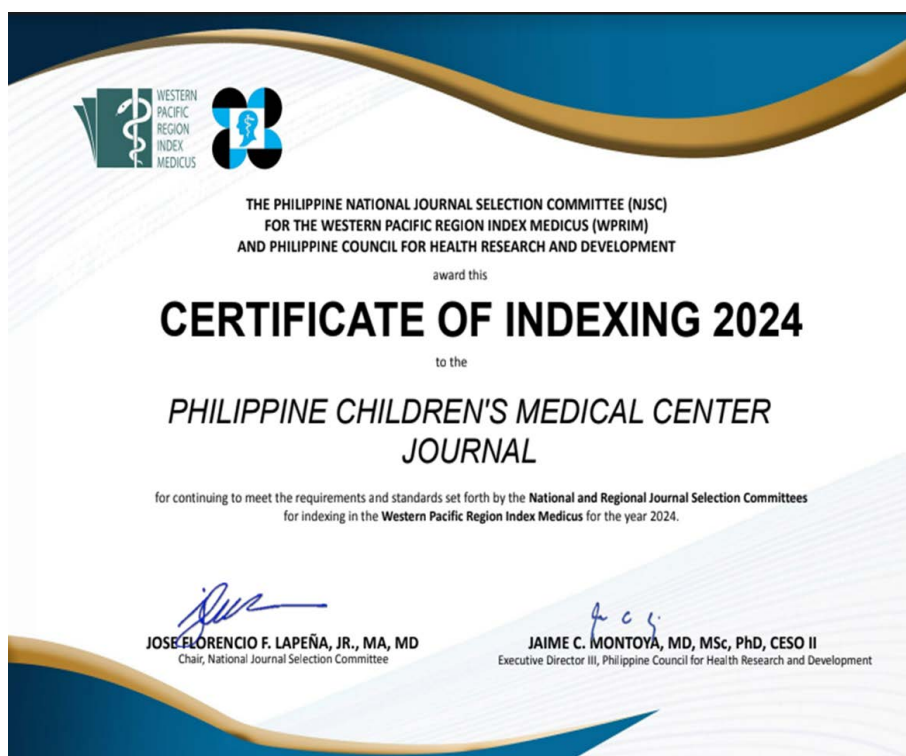 WESTERN
PACIFIC
REGION
INDEX
MEDICUS
THE PHILIPPINE NATIONAL JOURNAL SELECTION COMMITTEE (NJSC)
FOR THE WESTERN PACIFIC REGION INDEX MEDICUS (WPRIM)
AND PHILIPPINE COUNCIL FOR HEALTH RESEARCH AND DEVELOPMENT
award this
CERTIFICATE OF INDEXING 2024
to the
PHILIPPINE CHILDREN'S MEDICAL CENTER
JOURNAL
for continuing to meet the requirements and standards set forth by the National and Regional Journal Selection Committees
for indexing in the Western Pacific Region Index Medicus for the year 2024.
JOSE FLORENCIO F. LAPEÑA, JR., MA, MD
Chair, National Journal Selection Committee
JAIME C. MONTOYA, MD, MSc, PhD, CESO II
Executive Director III, Philippine Council for Health Research and Development